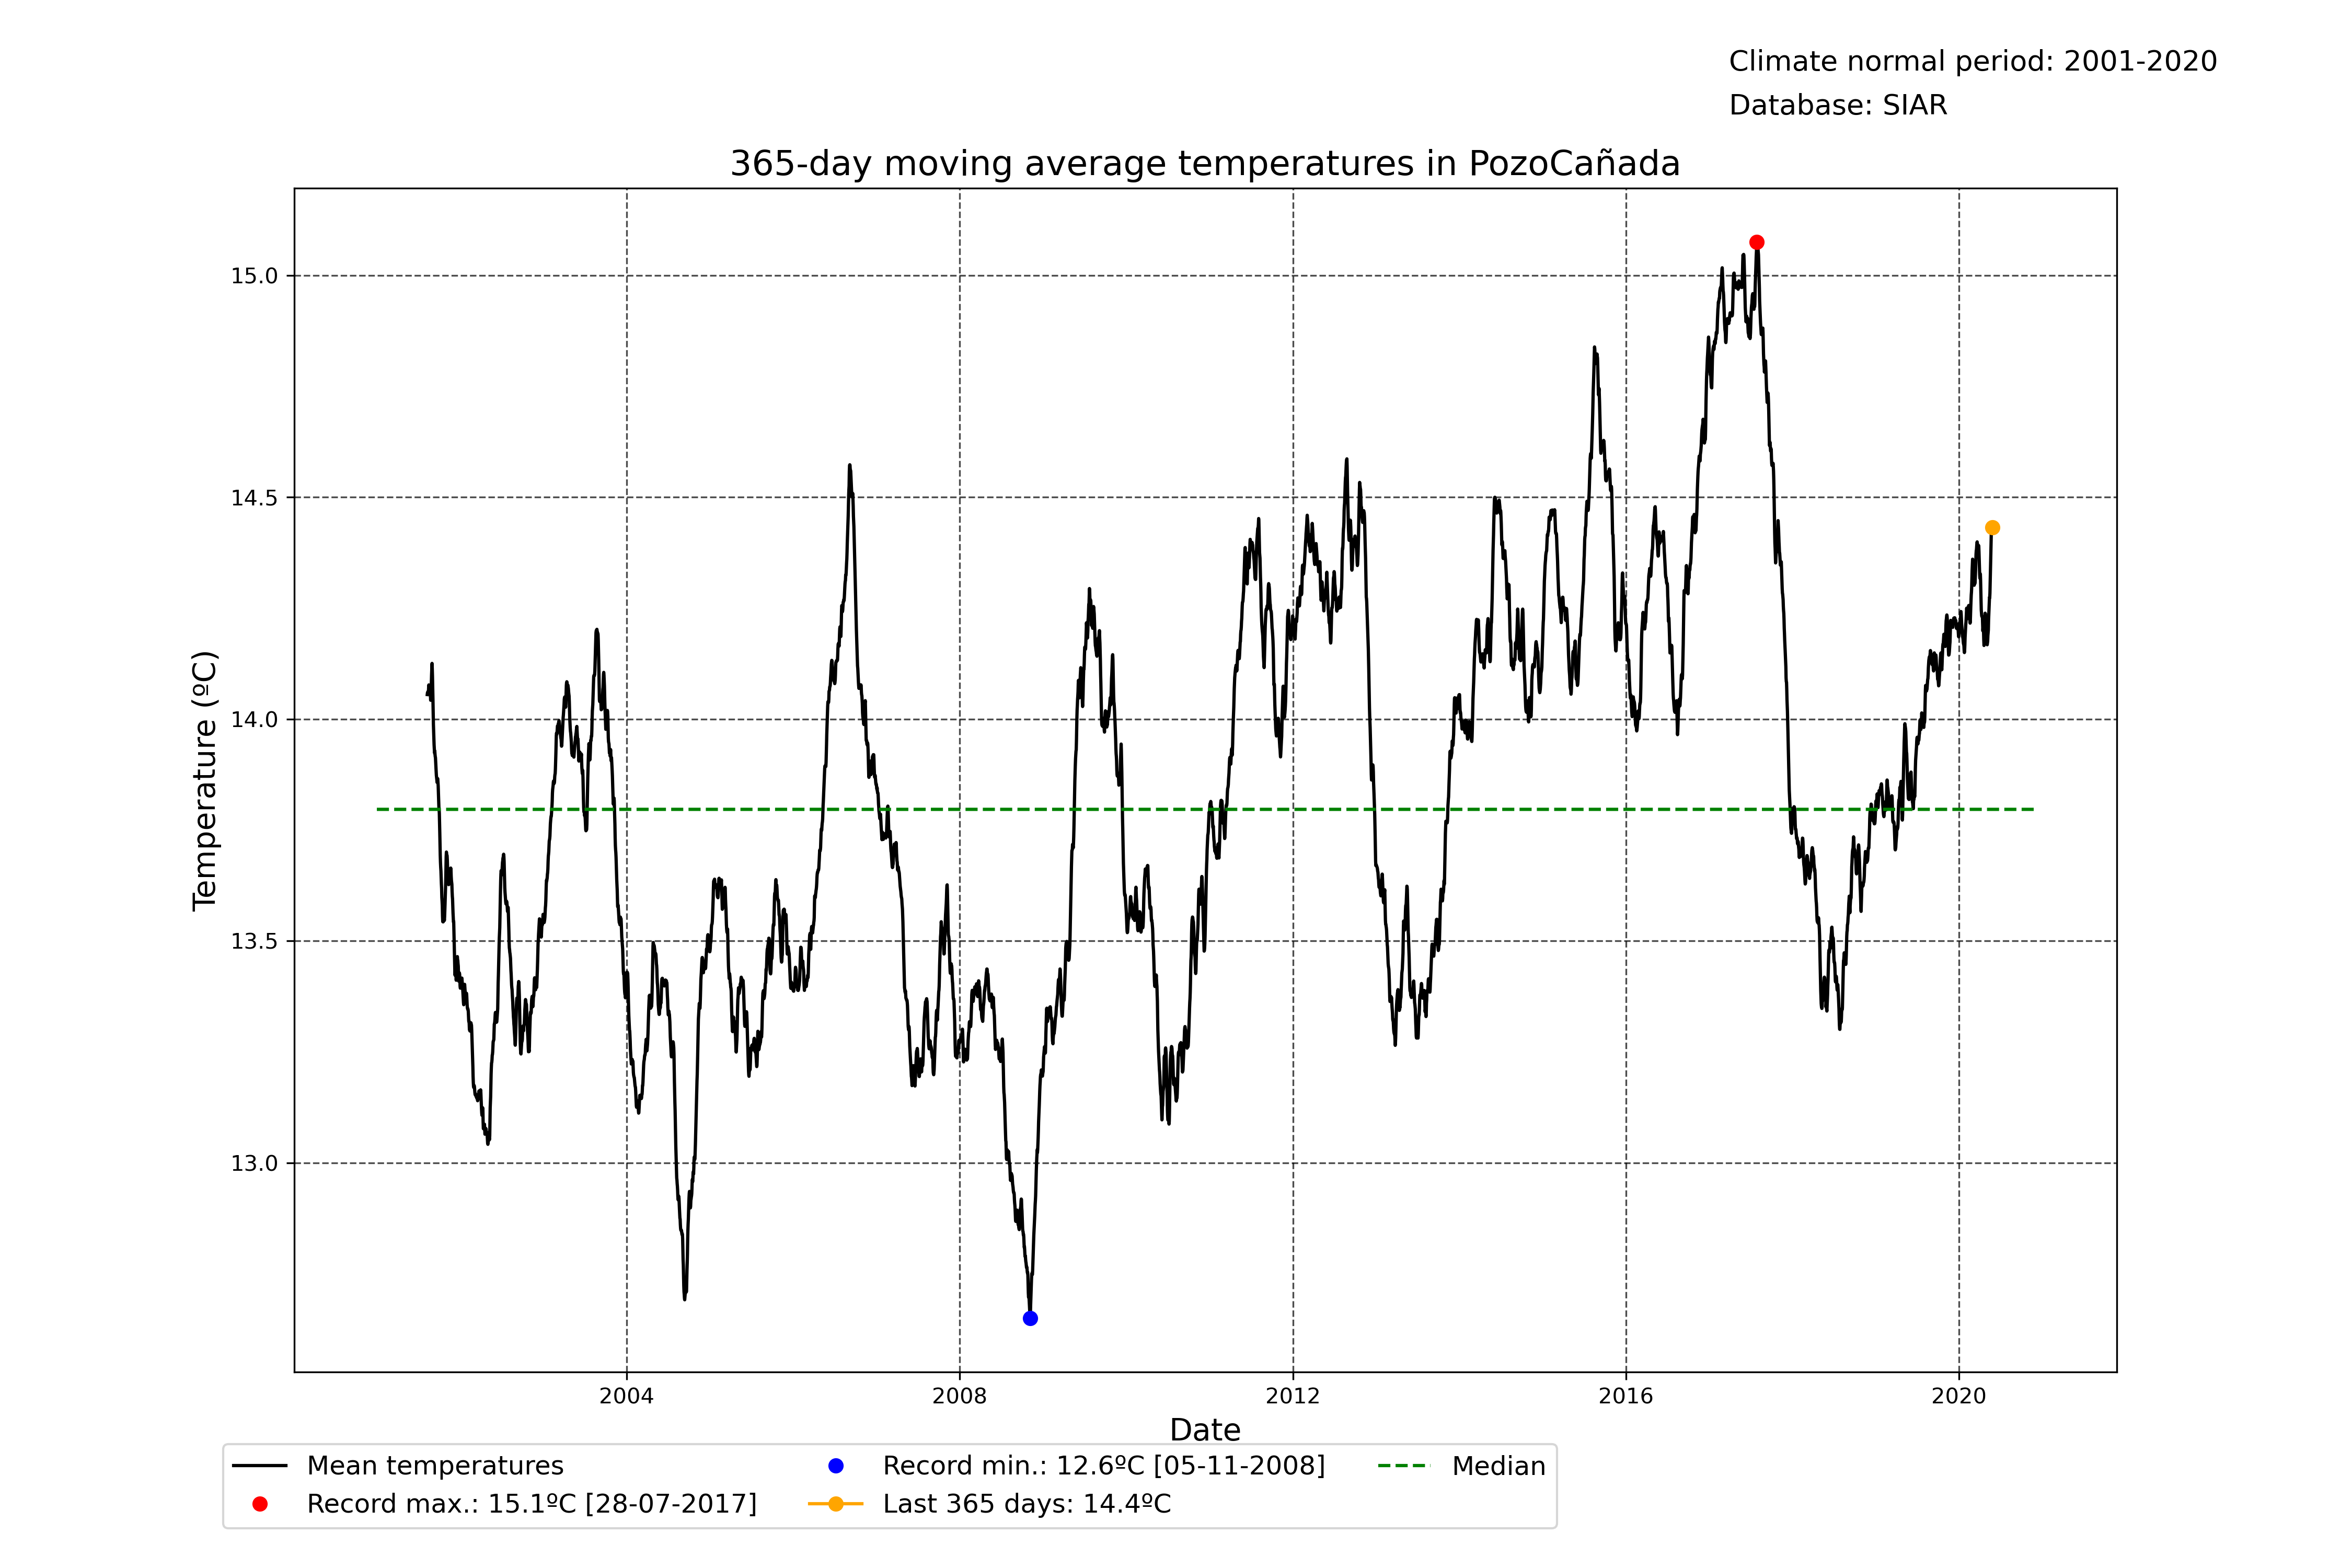 Climate normal period: 2001-2020
Database: SIAR
365-day moving average temperatures in PozoCañada
Temperature (ºC)
15.0
14.5
14.0
13.5
13.0
2004
2008
2012
2016
2020
Date
Mean temperatures
Record max.: 15.1ºC [28-07-2017]
Record min.: 12.6ºC [05-11-2008]
Last 365 days: 14.4ºC
Median